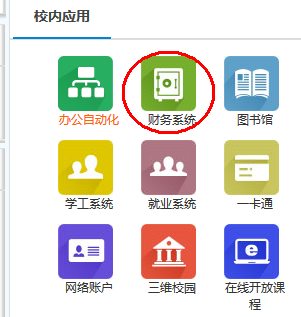 校内应用
办公自动化 财务系统 图书馆
学工系统 就业系统 一卡通
网络账户 三维校园 在线开放课
程